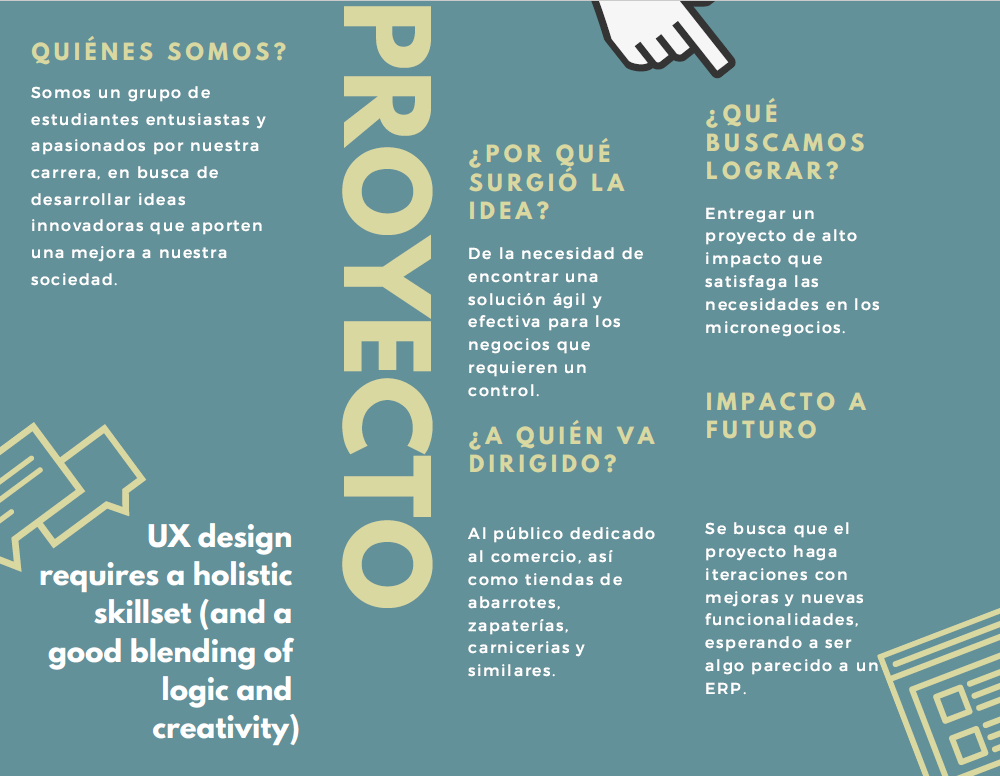 QUIÉNES SOMOS?
Somos un grupo de
estudiantes entusiastas y
apasionados por nuestra
carrera, en busca de
desarrollar ideas
innovadoras que aporten
una mejora a nuestra
sociedad.
UX design
requires a holistic
skillset (and a
good blending of
logic and
creativity)
PROYECTO
¿POR QUÉ
SURGIÓ LA
IDEA?
De la necesidad de
encontrar una
solución ágil y
efectiva para los
negocios que
requieren un
control.
¿A QUIÉN VA
DIRIGIDO?
Al público dedicado
al comercio, así
como tiendas de
abarrotes,
zapaterías,
carnicerias y
similares.
¿QUÉ
BUSCAMOS
LOGRAR?
Entregar un
proyecto de alto
impacto que
satisfaga las
necesidades en los
micronegocios.
IMPACTO A
FUTURO
Se busca que el
proyecto haga
iteraciones con
mejoras y nuevas
funcionalidades,
esperando a ser
algo parecido a un
ERP.